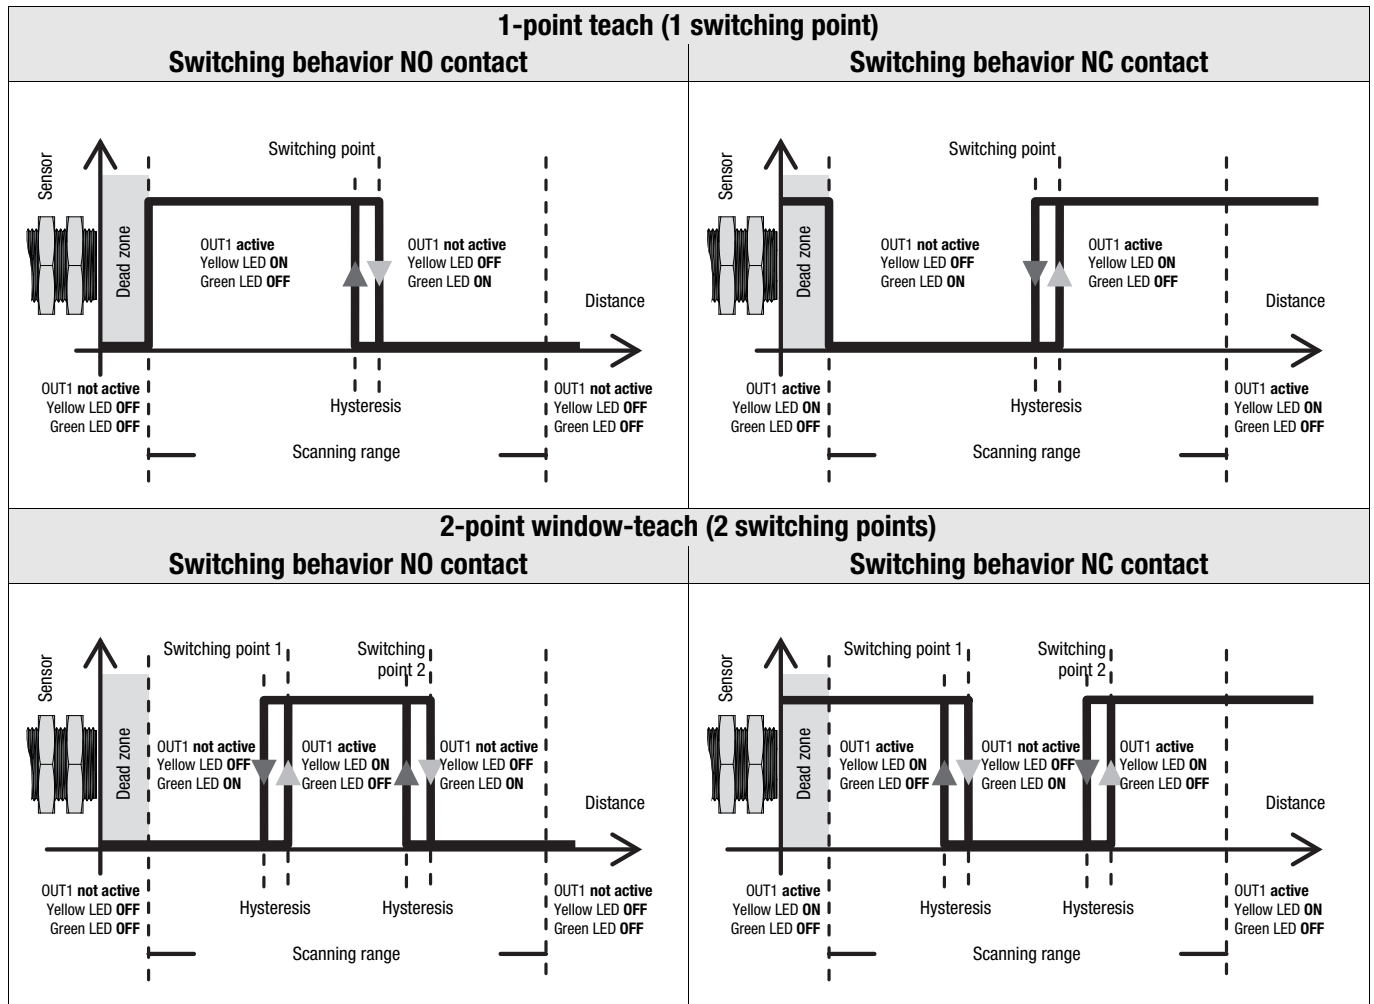 1-point teach (1 switching point)
Switching behavior NO contact
Switching behavior NC contact
Sensor
Dead zone
Switching point
OUT1 active
Yellow LED ON
Green LED OFF
OUT1 not active
Yellow LED OFF
Green LED ON
Distance
OUT1 not active
Yellow LED OFF
Green LED OFF
Hysteresis
OUT1 not active
Yellow LED OFF
Green LED OFF
Scanning range
Sensor
Dead zone
Switching point
OUT1 not active
Yellow LED OFF
Green LED ON
OUT1 active
Yellow LED ON
Green LED OFF
Distance
OUT1 active
Yellow LED ON
Green LED OFF
Hysteresis
OUT1 active
Yellow LED ON
Green LED OFF
Scanning range
2-point window-teach (2 switching points)
Switching behavior NO contact
Switching behavior NC contact
Sensor
Dead zone
Switching point 1
Switching
point 2
OUT1 not active
Yellow LED OFF
Green LED ON
OUT1 active
Yellow LED ON
Green LED OFF
OUT1 not active
Yellow LED OFF
Green LED ON
Distance
OUT1 not active
Yellow LED OFF
Green LED OFF
Hysteresis
Hysteresis
OUT1 not active
Yellow LED OFF
Green LED OFF
Scanning range
Sensor
Dead zone
Switching point 1
Switching
point 2
OUT1 active
Yellow LED ON
Green LED OFF
OUT1 not active
Yellow LED OFF
Green LED ON
OUT1 active
Yellow LED ON
Green LED OFF
Distance
OUT1 active
Yellow LED ON
Green LED OFF
Hysteresis
Hysteresis
OUT1 active
Yellow LED ON
Green LED OFF
Scanning range